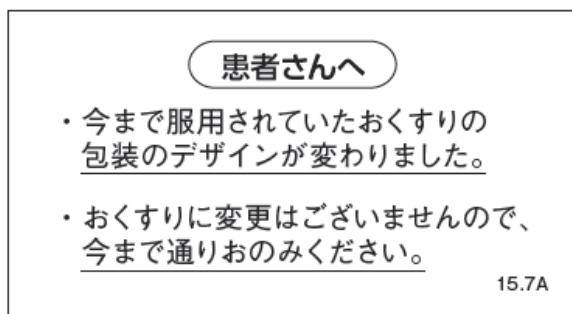 患者さんへ
・今まで服用されていたおくすりの
包装のデザインが変わりました。
・おくすりに変更はございませんので、
今まで通りおのみください。
15.7A